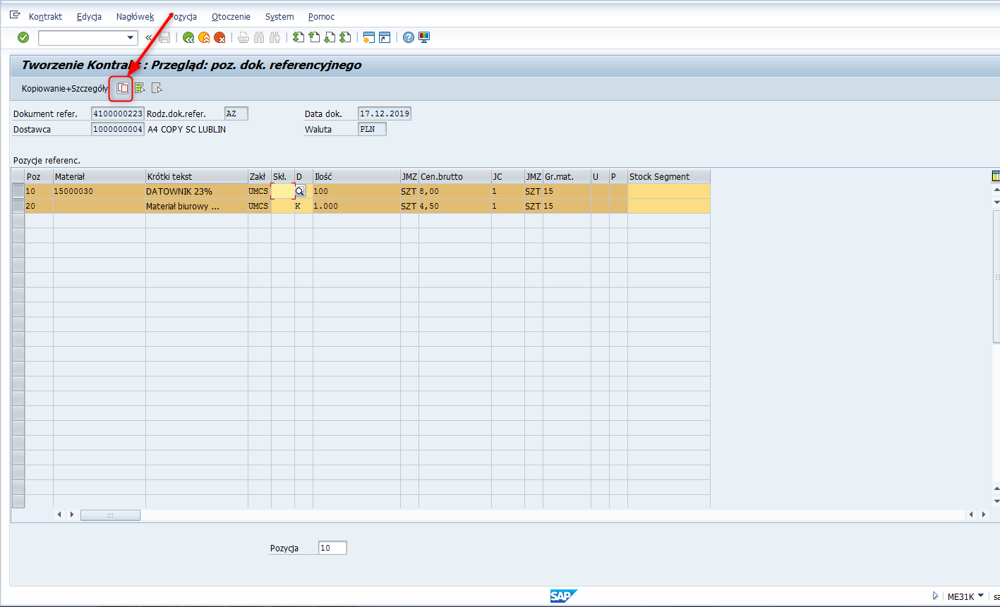 Kontrakt Edycja Nagłówek Pozycja Otoczenie System Pomoc
Tworzenie Kontrakt : Przegląd: poz. dok. referencyjnego
Kopiowanie+Szczegóły
Dokument refer. 4100000223 Rodz.dok.refer. AZ Data dok. 17.12.2019
Dostawca 1000000004 A4 COPY SC LUBLIN Waluta PLN
Pozycje referenc.
Poz Materiał Krótki tekst Zakł Skł. D Ilość JMZ Cen.brutto JC JMZ Gr.mat. U P Stock Segment
10 15000030 DATOWNIK 23% UMCS 100 SZT 8,00 1 SZT 15
20 Materiał biurowy ... UMCS K 1.000 SZT 4,50 1 SZT 15
Pozycja 10
SAP
ME31K